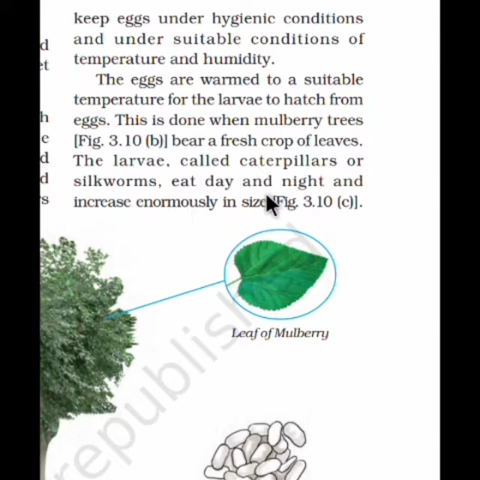 keep eggs under hygienic conditions
and under suitable conditions of
temperature and humidity.
The eggs are warmed to a suitable
temperature for the larvae to hatch from
eggs. This is done when mulberry trees
[Fig. 3.10 (b)] bear a fresh crop of leaves.
The larvae, called caterpillars or
silkworms, eat day and night and
increase enormously in size [Fig. 3.10 (c)].
Leaf of Mulberry
republished